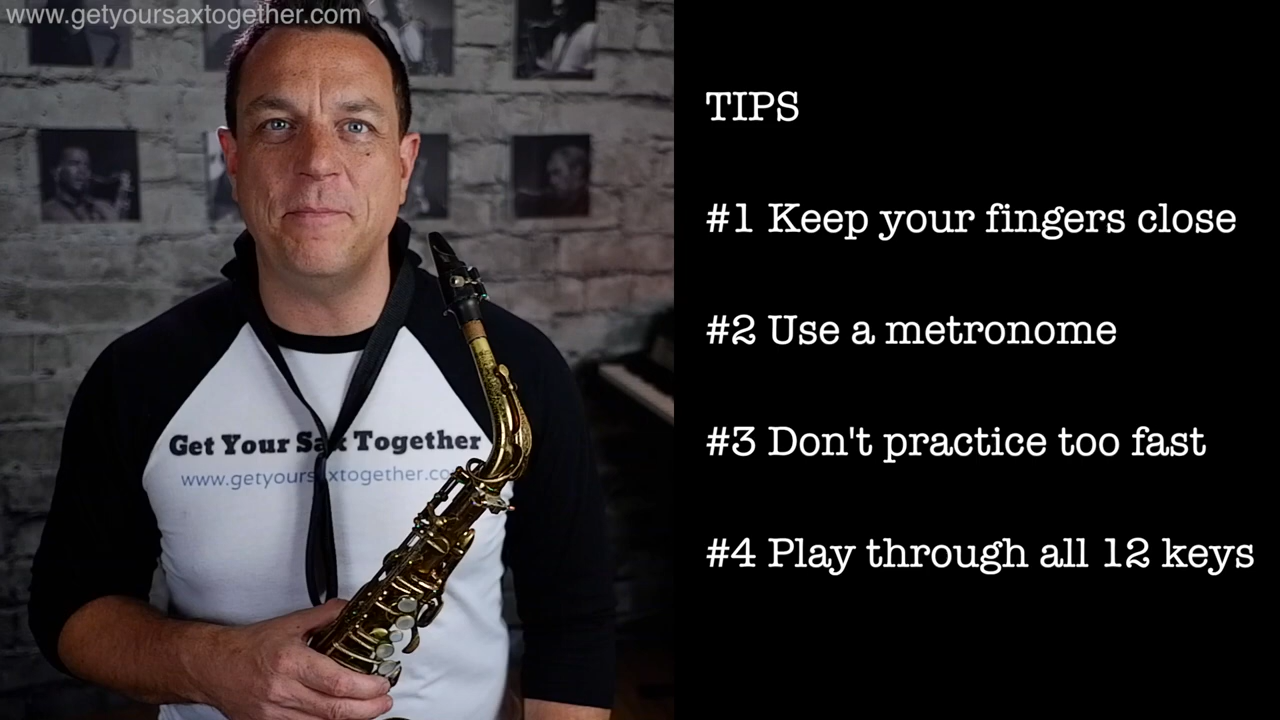 www.getyoursaxtogether.com
Get Your Sax Together
www.getyoursaxtogether.co
TIPS
#1 Keep your fingers close
#2 Use a metronome
#3 Don't practice too fast
#4 Play through all 12 keys